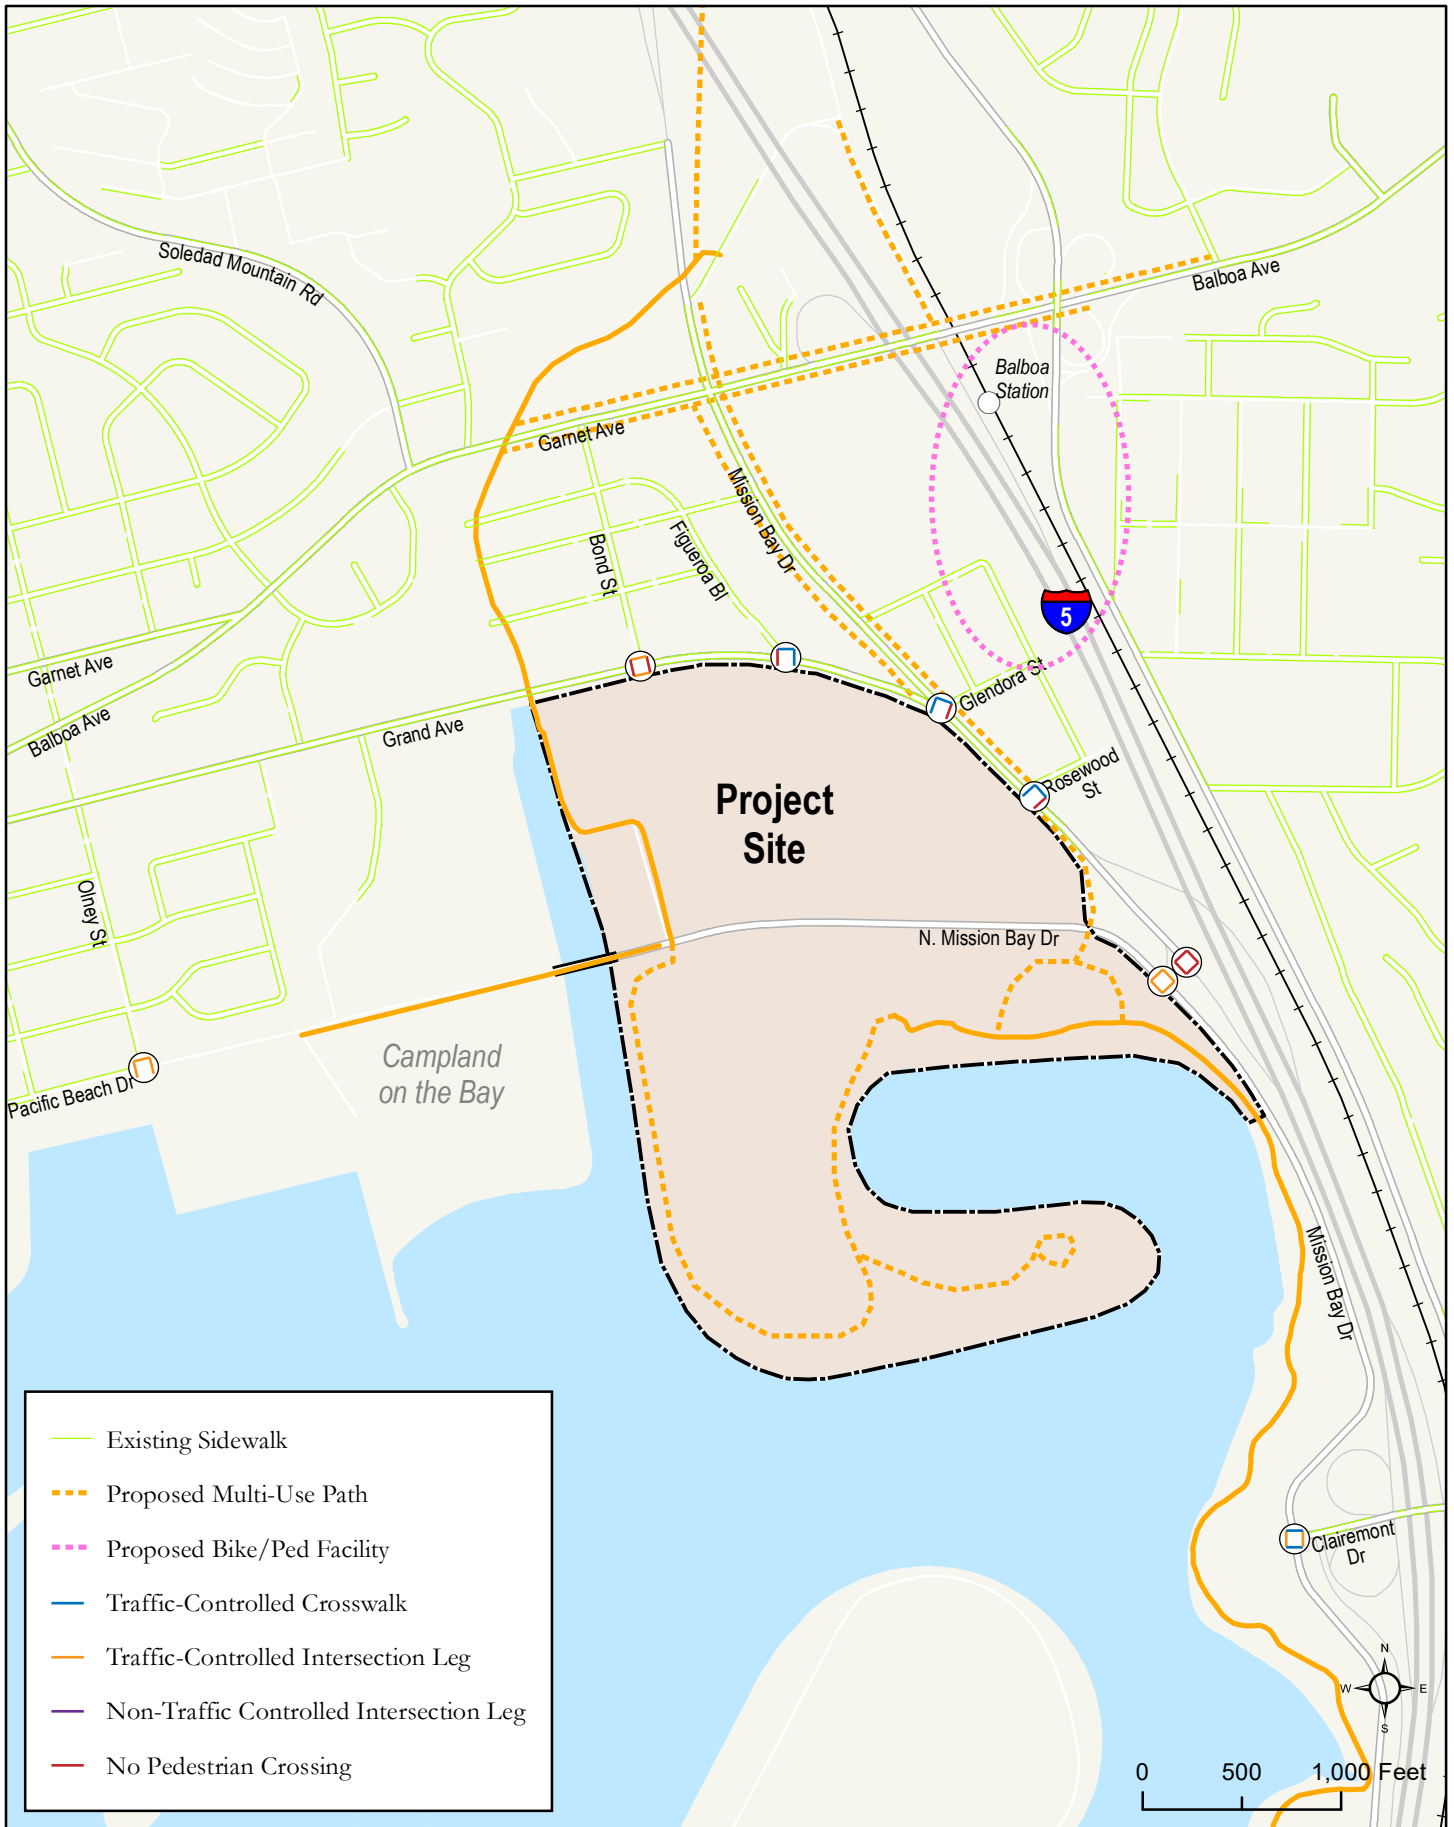 Soledad Mountain Rd
Balboa Ave
Balboa
Station
Garnet Ave
Mission Bay Dr
Bond St
Figueroa Bl
5
Garnet Ave
Balboa Ave
Grand Ave
Glendora St
Rosewood
St
Project
Site
Olney St
N. Mission Bay Dr
Campland
on the Bay
Pacific Beach Dr
Mission Bay Dr
Clairemont
Dr
Existing Sidewalk
Proposed Multi-Use Path
Proposed Bike/Ped Facility
Traffic-Controlled Crosswalk
Traffic-Controlled Intersection Leg
Non-Traffic Controlled Intersection Leg
No Pedestrian Crossing
N
W E
S
0 500 1,000 Feet